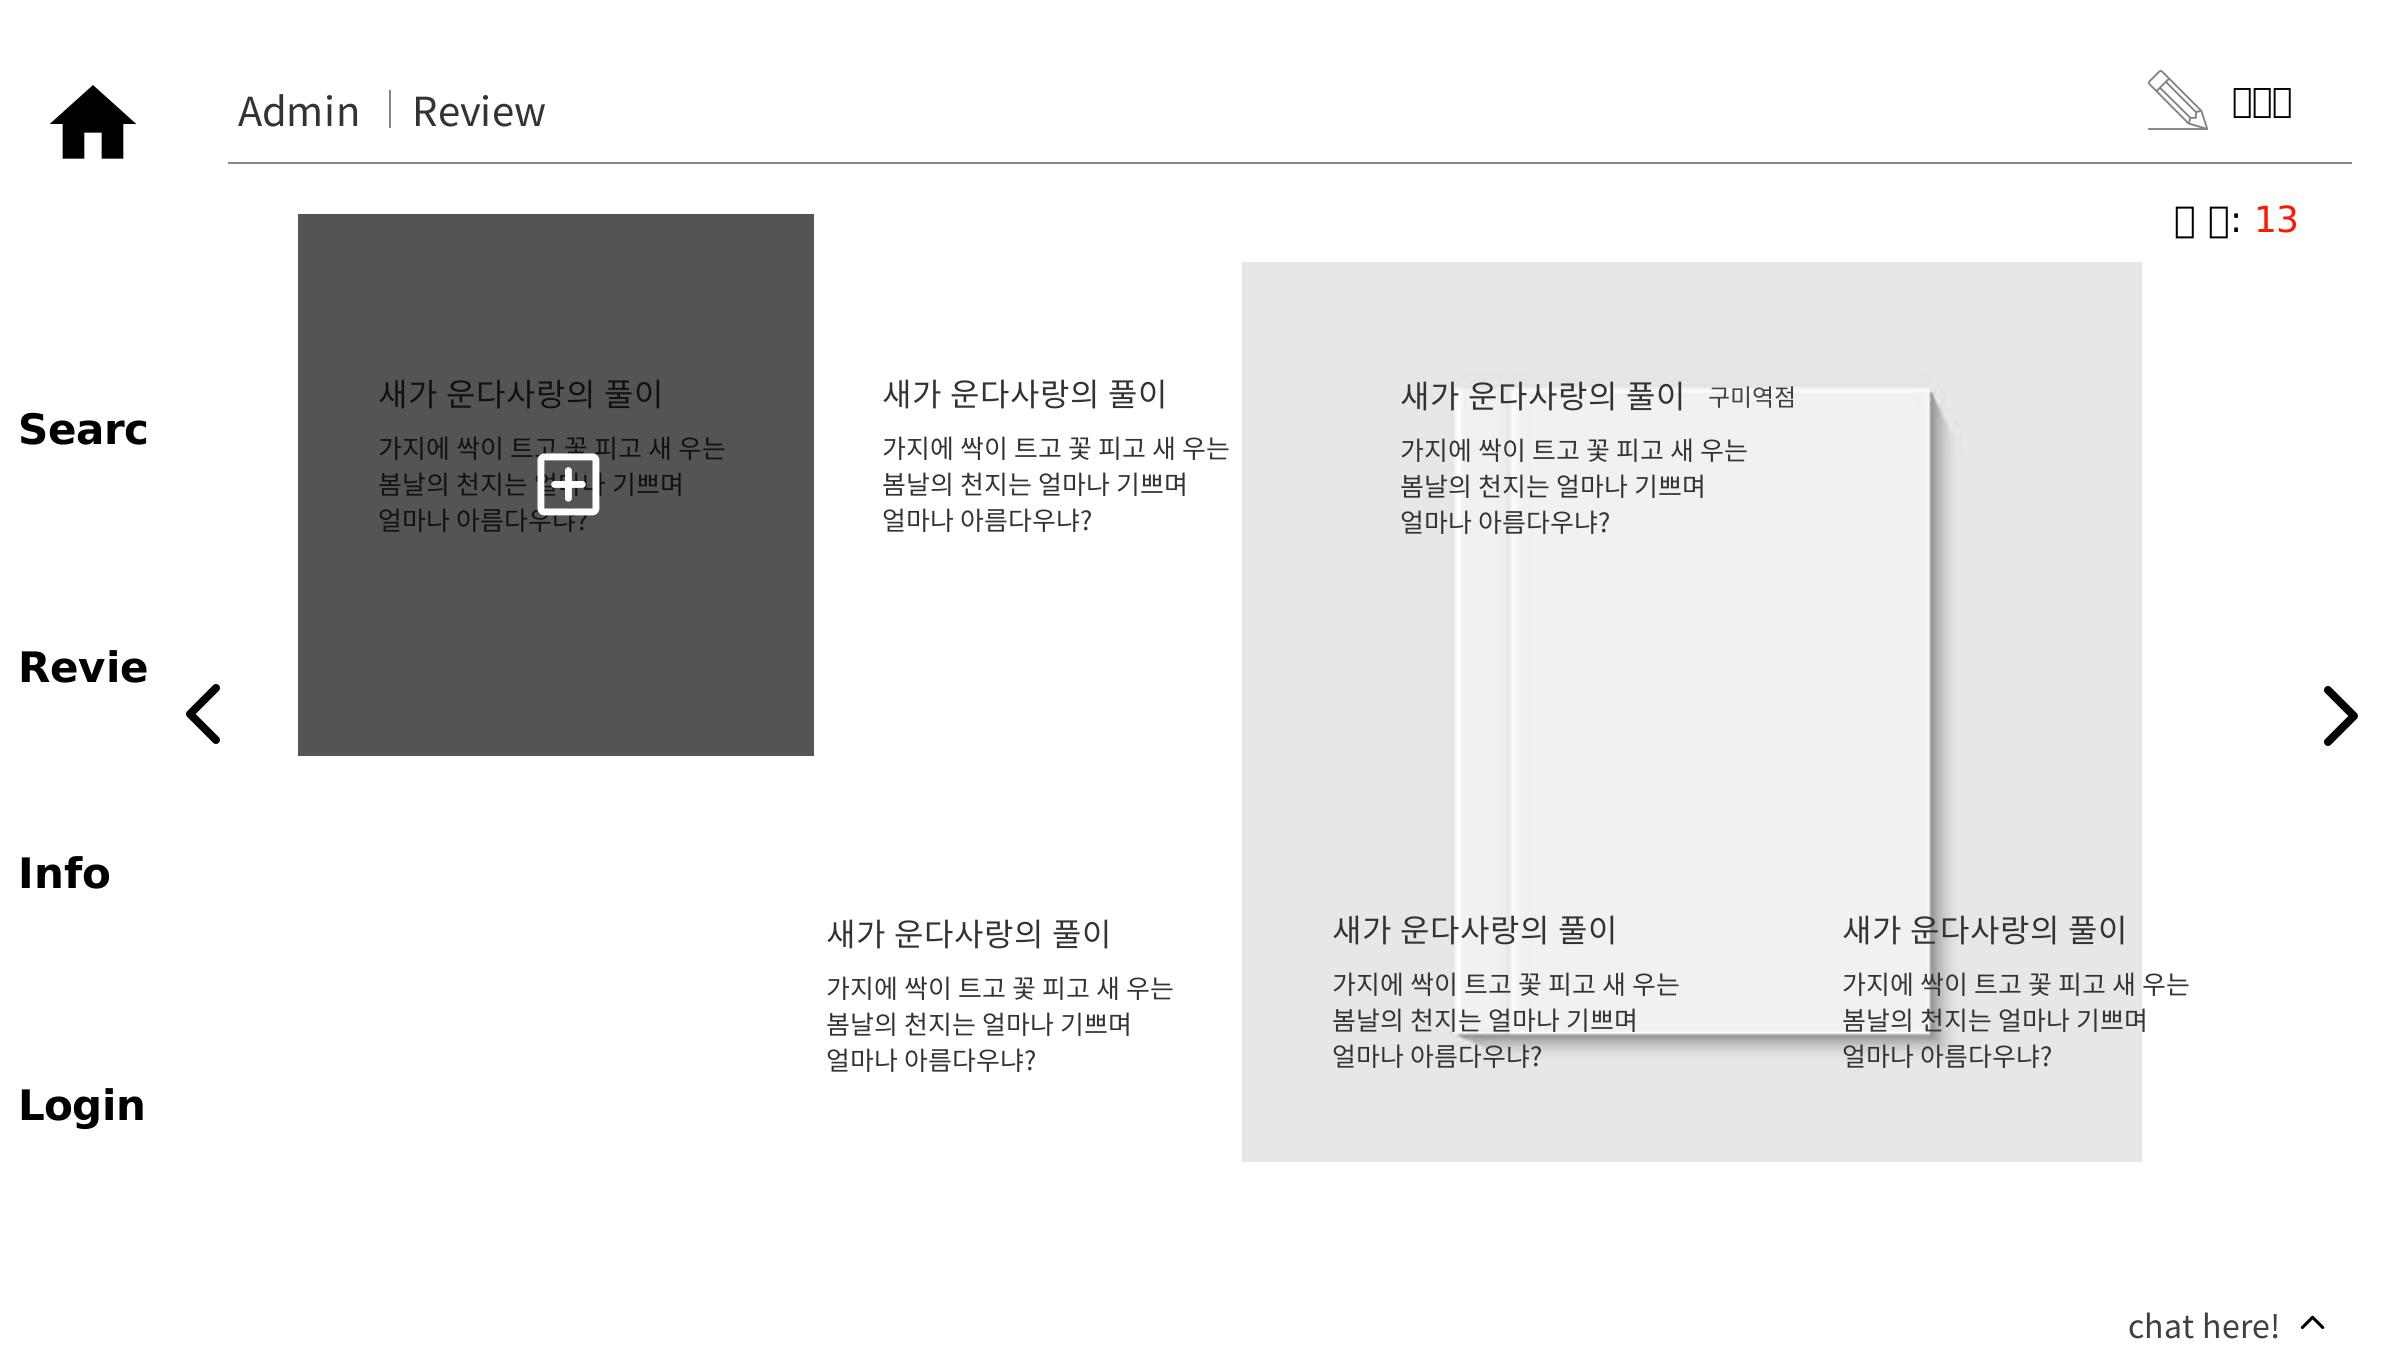 Admin
Review
13
Searc
Revie
Info
Login
새가 운다사랑의 풀이
가지에 싹이 트고 꽃 피고 새 우는
봄날의 천지는 얼마나 기쁘며
얼마나 아름다우냐?
새가 운다사랑의 풀이
가지에 싹이 트고 꽃 피고 새 우는
봄날의 천지는 얼마나 기쁘며
얼마나 아름다우냐?
새가 운다사랑의 풀이 구미역점
가지에 싹이 트고 꽃 피고 새 우는
봄날의 천지는 얼마나 기쁘며
얼마나 아름다우냐?
새가 운다사랑의 풀이
가지에 싹이 트고 꽃 피고 새 우는
봄날의 천지는 얼마나 기쁘며
얼마나 아름다우냐?
새가 운다사랑의 풀이
가지에 싹이 트고 꽃 피고 새 우는
봄날의 천지는 얼마나 기쁘며
얼마나 아름다우냐?
새가 운다사랑의 풀이
가지에 싹이 트고 꽃 피고 새 우는
봄날의 천지는 얼마나 기쁘며
얼마나 아름다우냐?
chat here!